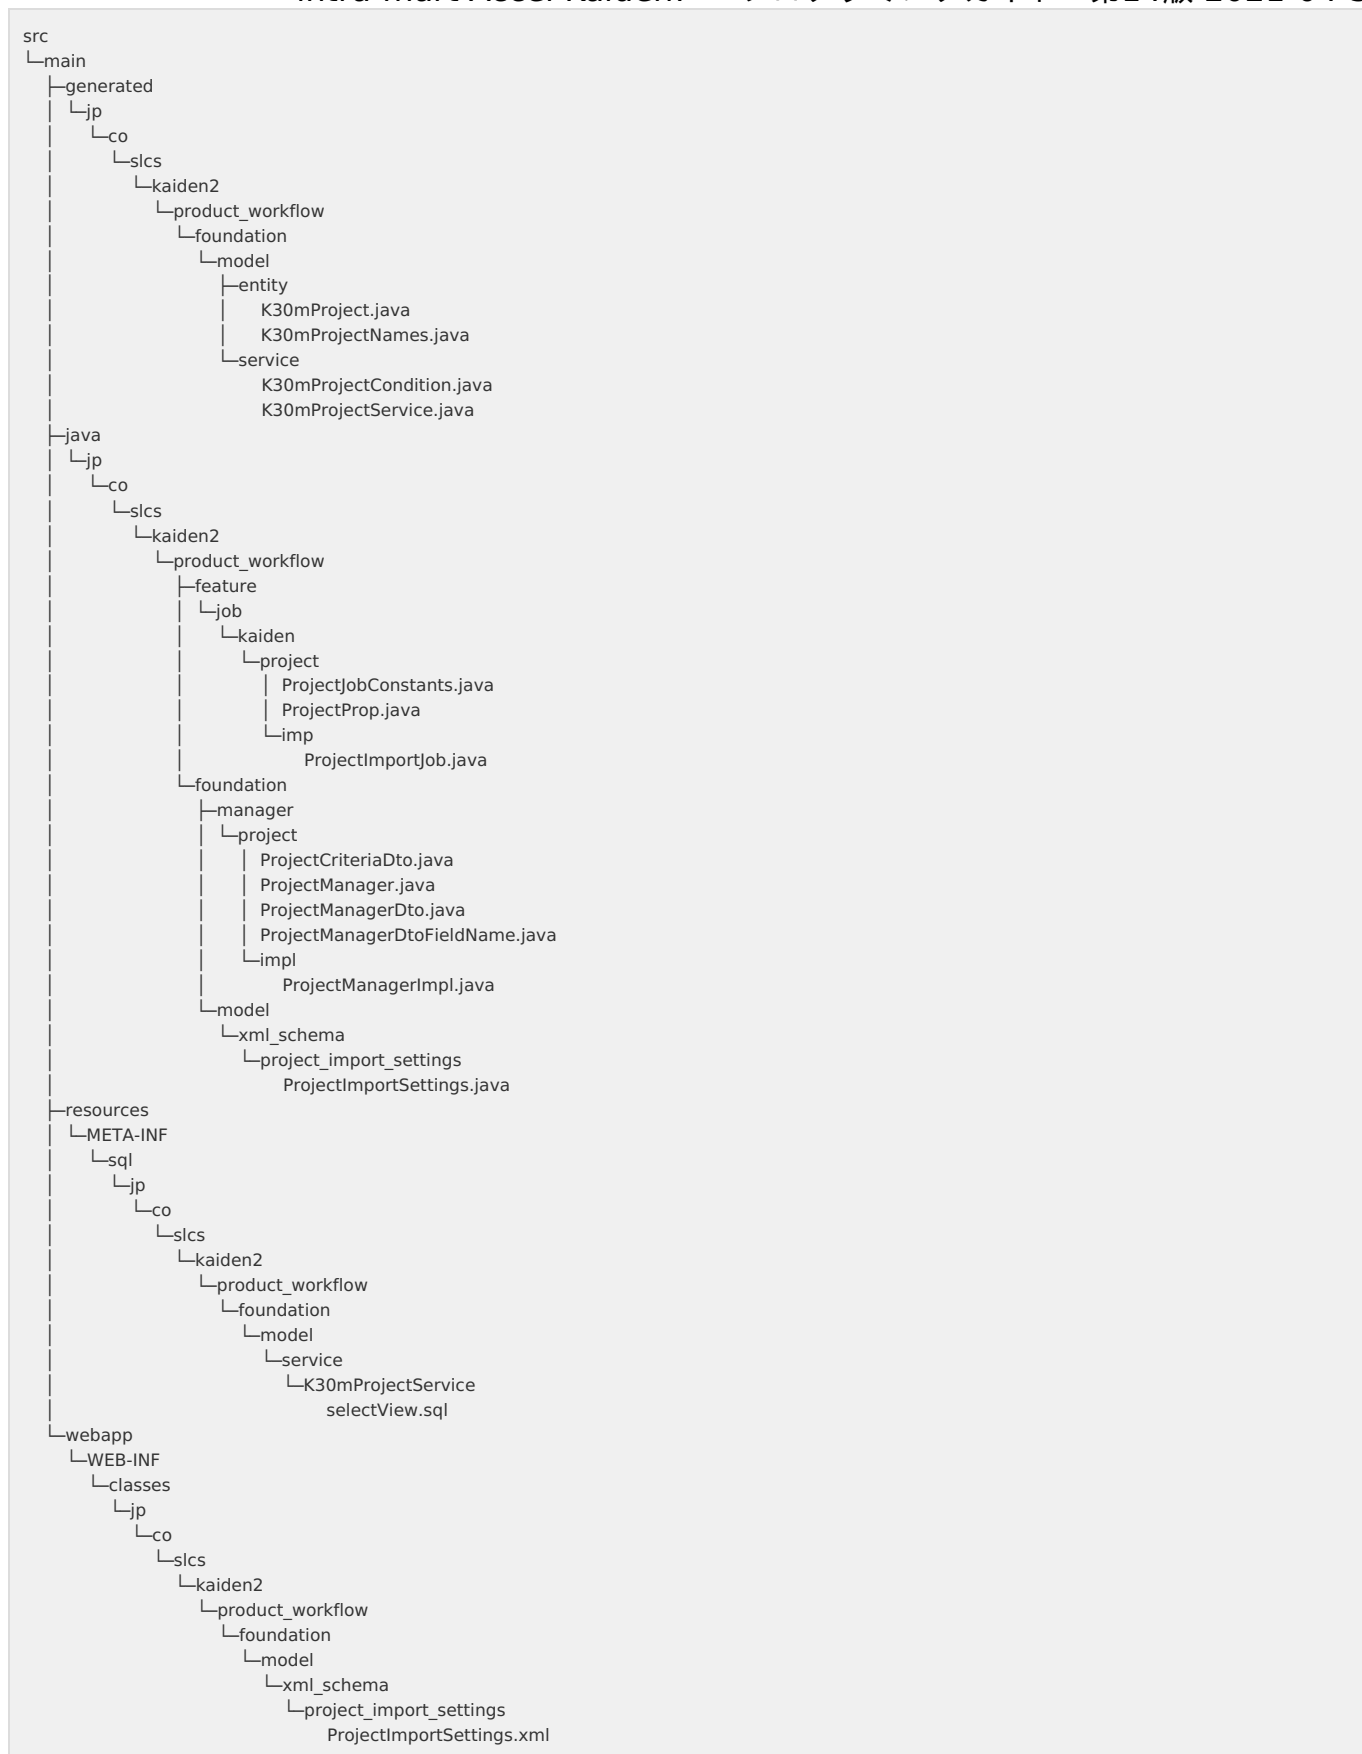 src
└─main
├─generated
│ └─jp
│ └─co
│ └─slcs
│ └─kaiden2
│ └─product_workflow
│ └─foundation
│ └─model
│ ├─entity
│ │ K30mProject.java
│ │ K30mProjectNames.java
│ └─service
│ K30mProjectCondition.java
│ K30mProjectService.java
├─java
│ └─jp
│ └─co
│ └─slcs
│ └─kaiden2
│ └─product_workflow
│ ├─feature
│ │ └─job
│ │ └─kaiden
│ │ └─project
│ │ │ ProjectJobConstants.java
│ │ │ ProjectProp.java
│ │ └─imp
│ │ ProjectImportJob.java
│ └─foundation
│ ├─manager
│ │ └─project
│ │ │ ProjectCriteriaDto.java
│ │ │ ProjectManager.java
│ │ │ ProjectManagerDto.java
│ │ │ ProjectManagerDtoFieldName.java
│ │ └─impl
│ │ ProjectManagerImpl.java
│ └─model
│ └─xml_schema
│ └─project_import_settings
│ ProjectImportSettings.java
├─resources
│ └─META-INF
│ └─sql
│ └─jp
│ └─co
│ └─slcs
│ └─kaiden2
│ └─product_workflow
│ └─foundation
│ └─model
│ └─service
│ └─K30mProjectService
│ selectView.sql
└─webapp
└─WEB-INF
└─classes
└─jp
└─co
└─slcs
└─kaiden2
└─product_workflow
└─foundation
└─model
└─xml_schema
└─project_import_settings
ProjectImportSettings.xml